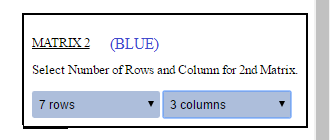 MATRIX 2 (BLUE)
Select Number of Rows and Column for 2nd Matrix.
7 rows 3 columns